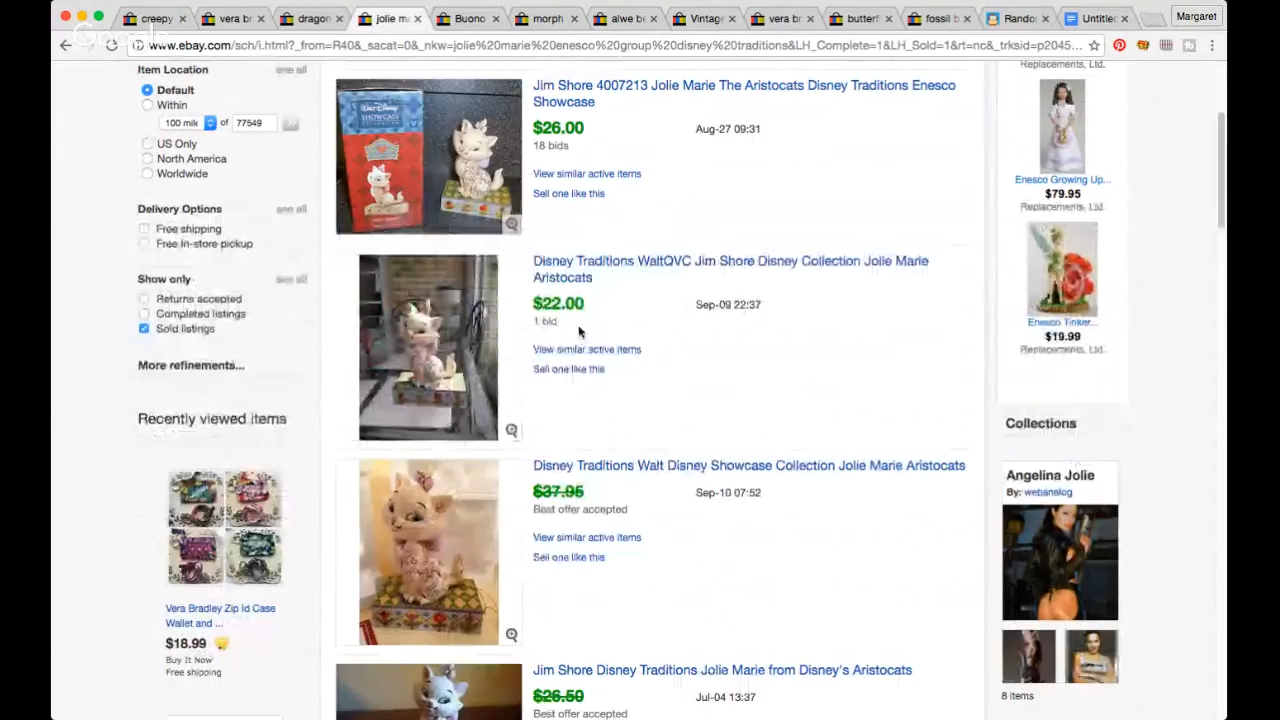 creepy
vera br
dragon
jolie ma
Buono
morph
alwe be
Vintage
vera br
butterf
fossil b
Random
Untitled
Margaret
www.ebay.com/sch/i.html?_from=R40&_sacat=0&_nkw=jolie%20marie%20enesco%20group%20disney%20traditions&LH_Complete=1&LH_Sold=1&rt=nc&_trksid=p2045...
Item Location
see all
Default
Within
100 mile
of
77549
US Only
North America
Worldwide
Delivery Options
see all
Free shipping
Free in-store pickup
Show only
see all
Returns accepted
Completed listings
Sold listings
More refinements...
Recently viewed items
Vera Bradley Zip Id Case
Wallet and ...
$18.99
Buy It Now
Free shipping
Jim Shore 4007213 Jolie Marie The Aristocats Disney Traditions Enesco
Showcase
$26.00
Aug-27 09:31
18 bids
View similar active items
Sell one like this
Disney Traditions WaltQVC Jim Shore Disney Collection Jolie Marie
Aristocats
$22.00
Sep-09 22:37
1 bid
View similar active items
Sell one like this
Disney Traditions Walt Disney Showcase Collection Jolie Marie Aristocats
$37.95
Sep-10 07:52
Best offer accepted
View similar active items
Sell one like this
Jim Shore Disney Traditions Jolie Marie from Disney's Aristocats
$26.50
Jul-04 13:37
Best offer accepted
Replacements, Ltd.
Enesco Growing Up...
$79.95
Replacements, Ltd.
Enesco Tinker...
$19.99
Replacements, Ltd.
Collections
Angelina Jolie
By: webanalog
8 items